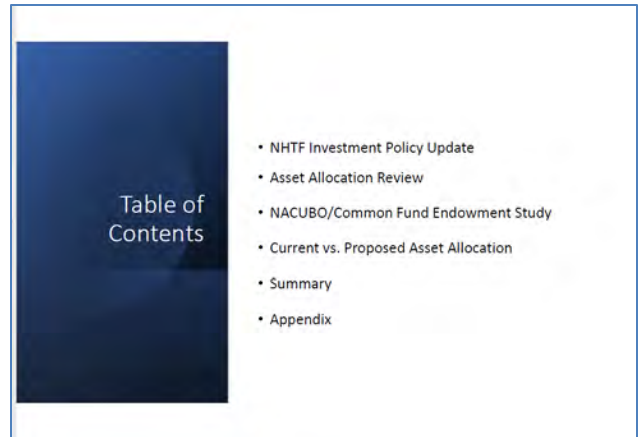 Table of
Contents
• NHTF Investment Policy Update
• Asset Allocation Review
• NACUBO/Common Fund Endowment Study
• Current vs. Proposed Asset Allocation
• Summary
• Appendix